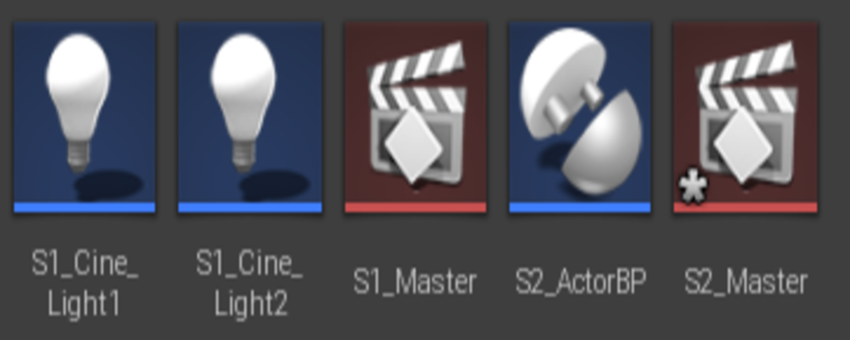 S1_Cine_
Light1
S1_Cine_
Light2
S1_Master
S2_ActorBP
S2_Master